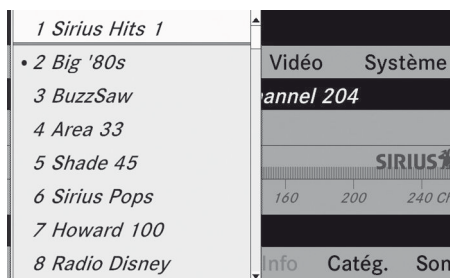 1 Sirius Hits 1
• 2 Big '80s
3 BuzzSaw
4 Area 33
5 Shade 45
6 Sirius Pops
7 Howard 100
8 Radio Disney
Vidéo Système
annel 204
SIRIUS
160 200 240
Info Catég. Son